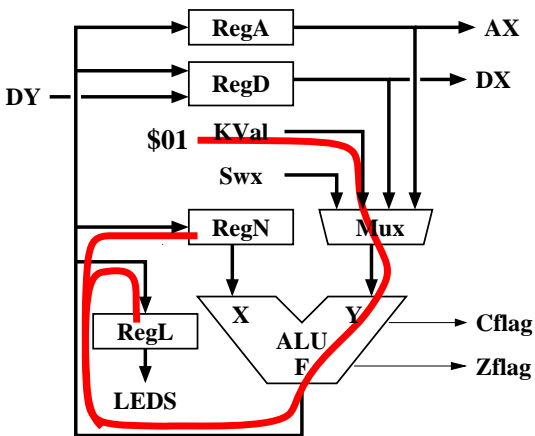 RegA
AX
RegD
DX
DY
$01
KVal
Swx
RegN
Mux
X
Y
ALU
F
Cflag
RegL
Zflag
LEDS